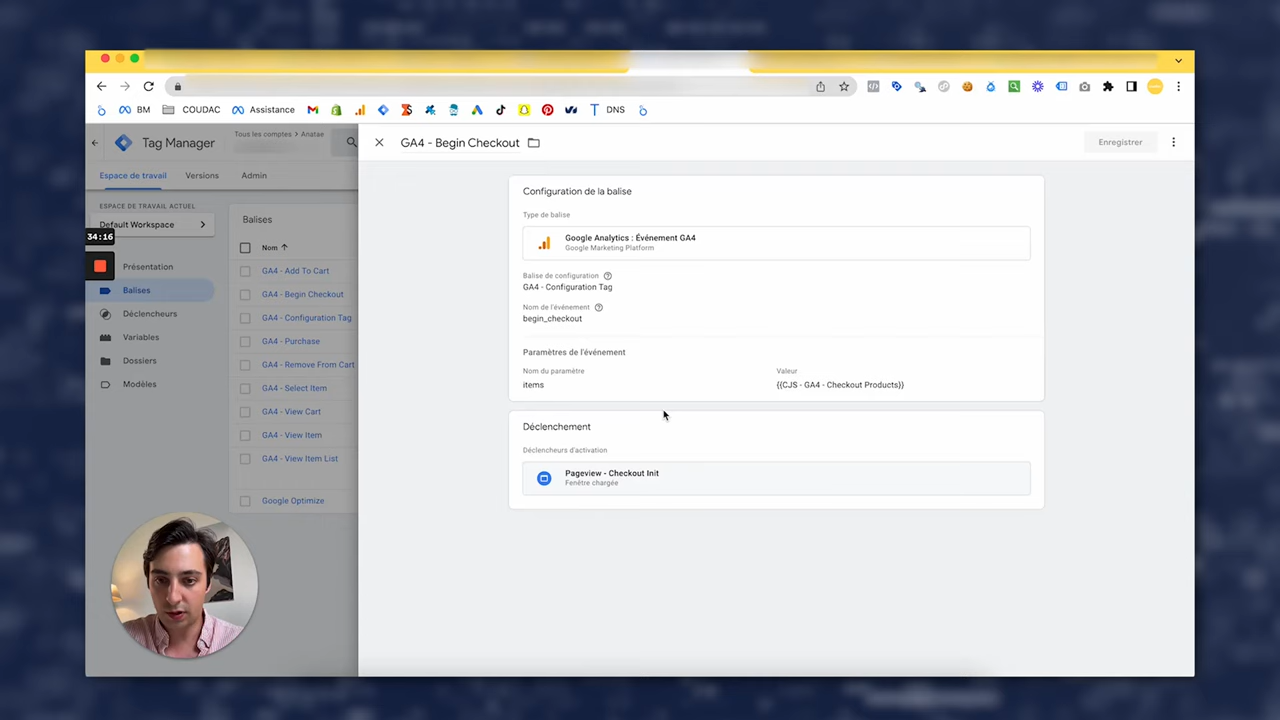 BM
COUDAC
Assistance
DNS
Tag Manager
Tous les comptes > Anatae
GA4 - Begin Checkout
Enregistrer
Espace de travail
Versions
Admin
ESPACE DE TRAVAIL ACTUEL
Default Workspace
34:16
Présentation
Balises
Déclencheurs
Variables
Dossiers
Modèles
Balises
Nom
GA4 - Add To Cart
GA4 - Begin Checkout
GA4 - Configuration Tag
GA4 - Purchase
GA4 - Remove From Cart
GA4 - Select Item
GA4 - View Cart
GA4 - View Item
GA4 - View Item List
Google Optimize
Configuration de la balise
Type de balise
Google Analytics : Événement GA4
Google Marketing Platform
Balise de configuration
GA4 - Configuration Tag
Nom de l'événement
begin_checkout
Paramètres de l'événement
Nom du paramètre
Valeur
items
{{CJS - GA4 - Checkout Products}}
Déclenchement
Déclencheurs d'activation
Pageview - Checkout Init
Fenêtre chargée